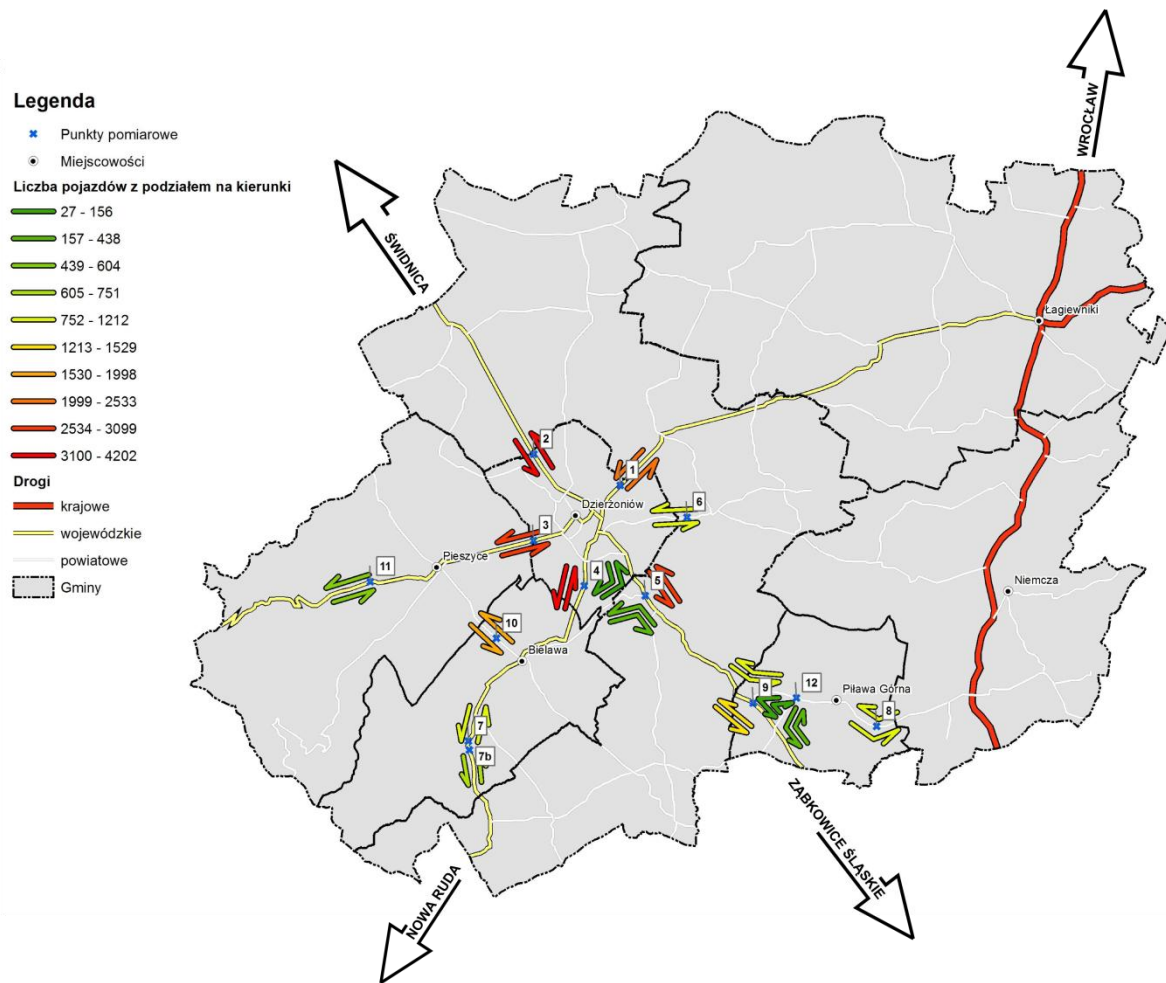 Legenda
Punkty pomiarowe
Miejscowości
Liczba pojazdów z podziałem na kierunki
27 - 156
157 - 438
439 - 604
605 - 751
752 - 1212
1213 - 1529
1530 - 1998
1999 - 2533
2534 - 3099
3100 - 4202
Drogi
krajowe
wojewódzkie
powiatowe
Gminy
WROCŁAW
ŚWIDNICA
Łagiewniki
2
1
Dzierżoniów
6
3
11
Pieszyce
4
5
Niemcza
10
Bielawa
9
12
Piława Górna
8
7
7b
ZĄBKOWICE ŚLĄSKIE
NOWA RUDA